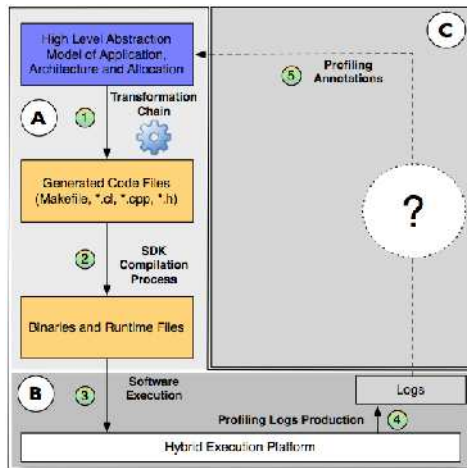 High Level Abstraction
Model of Application,
Architecture and Allocation
C
5
Profiling
Annotations
A
1
Transformation
Chain
Generated Code Files
(Makefile, *.cl, *.cpp, *.h)
?
2
SDK
Compilation
Process
Binaries and Runtime Files
B
3
Software
Execution
Logs
Profiling Logs Production
4
Hybrid Execution Platform